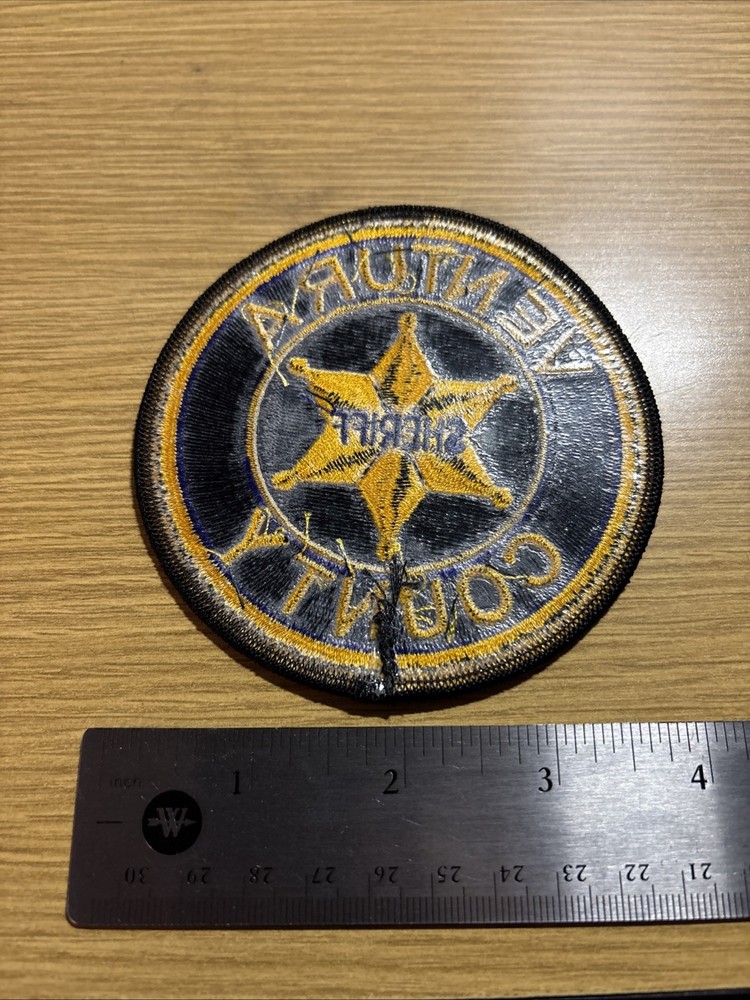 VENTURA
SHERIFF
COUNTY
inch
1 2 3 4
W
30 29 28 27 26 25 24 23 22 21